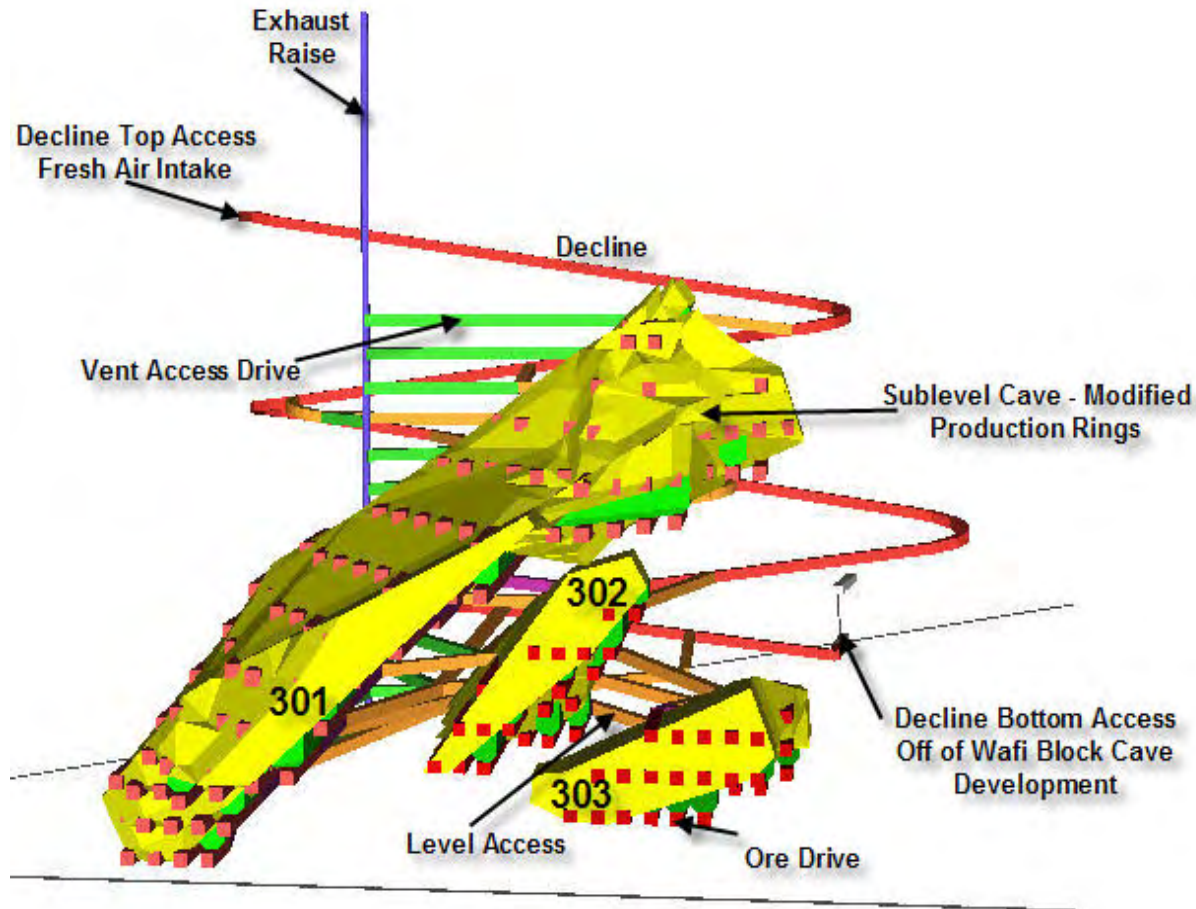 Exhaust
Raise
Decline Top Access
Fresh Air Intake
Decline
Vent Access Drive
Sublevel Cave - Modified
Production Rings
302
301
Decline Bottom Access
Off of Wafi Block Cave
Development
303
Level Access
Ore Drive